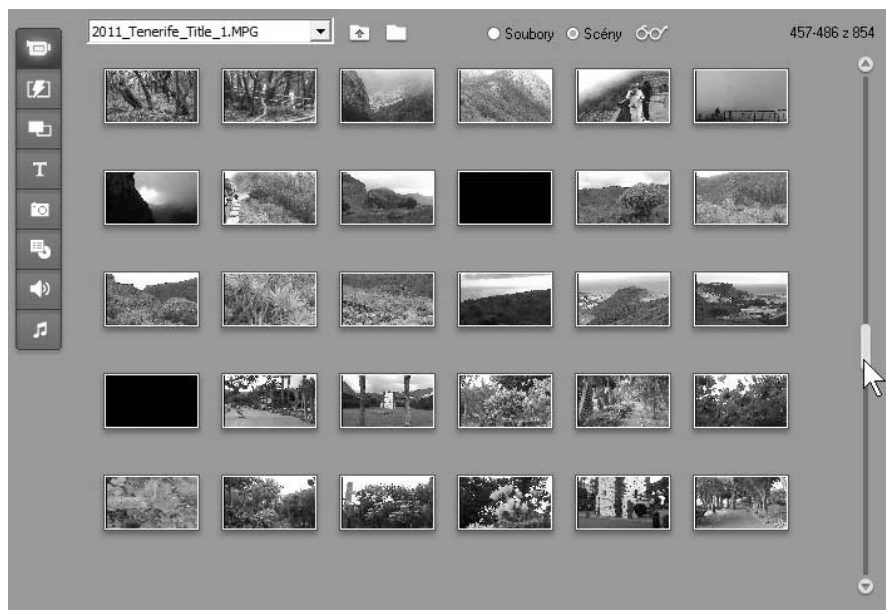 2011_Tenerife_Title_1.MPG
Soubory
Scény
457-486 z 854
T